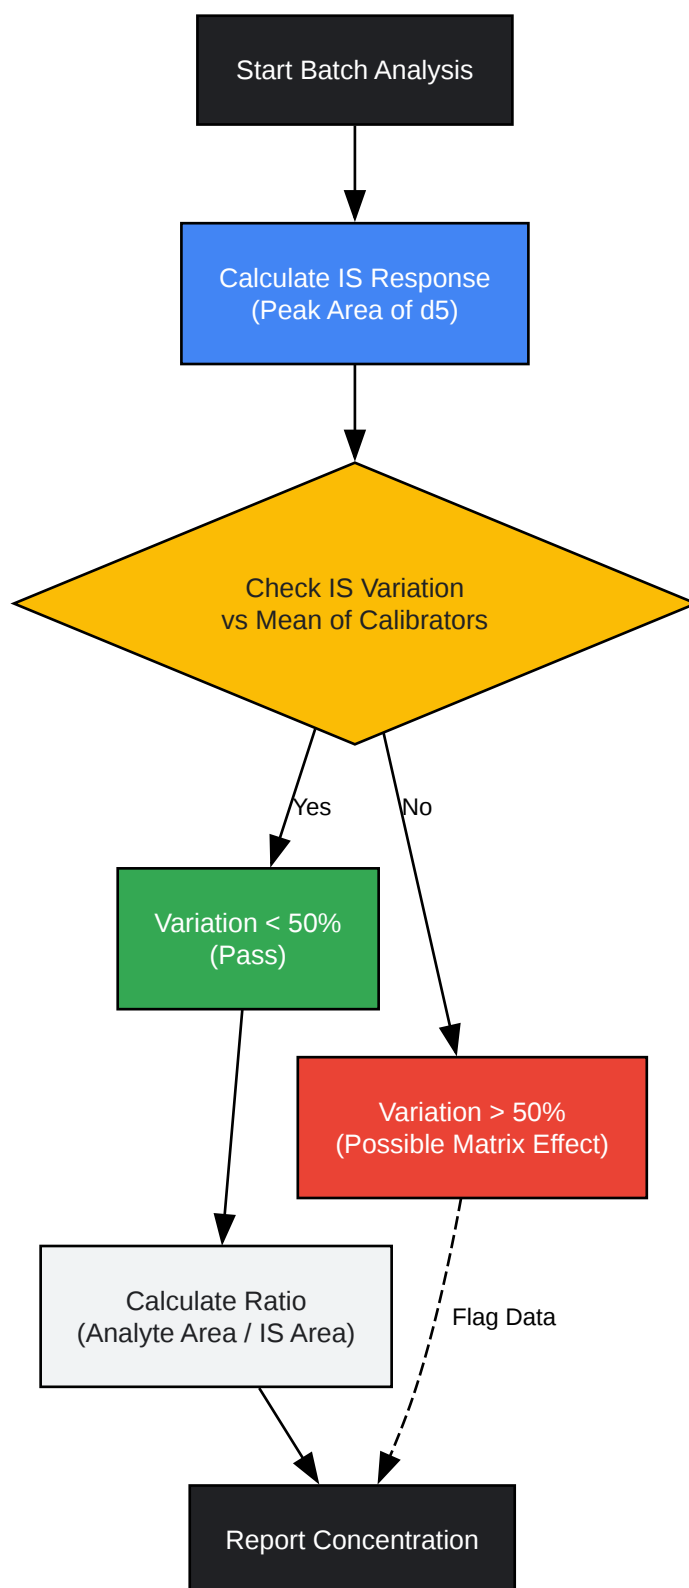 Start Batch Analysis
Calculate IS Response
(Peak Area of d5)
Check IS Variation
vs Mean of Calibrators
Yes
No
Variation < 50%
(Pass)
Variation > 50%
(Possible Matrix Effect)
Calculate Ratio
(Analyte Area / IS Area)
Flag Data
Report Concentration